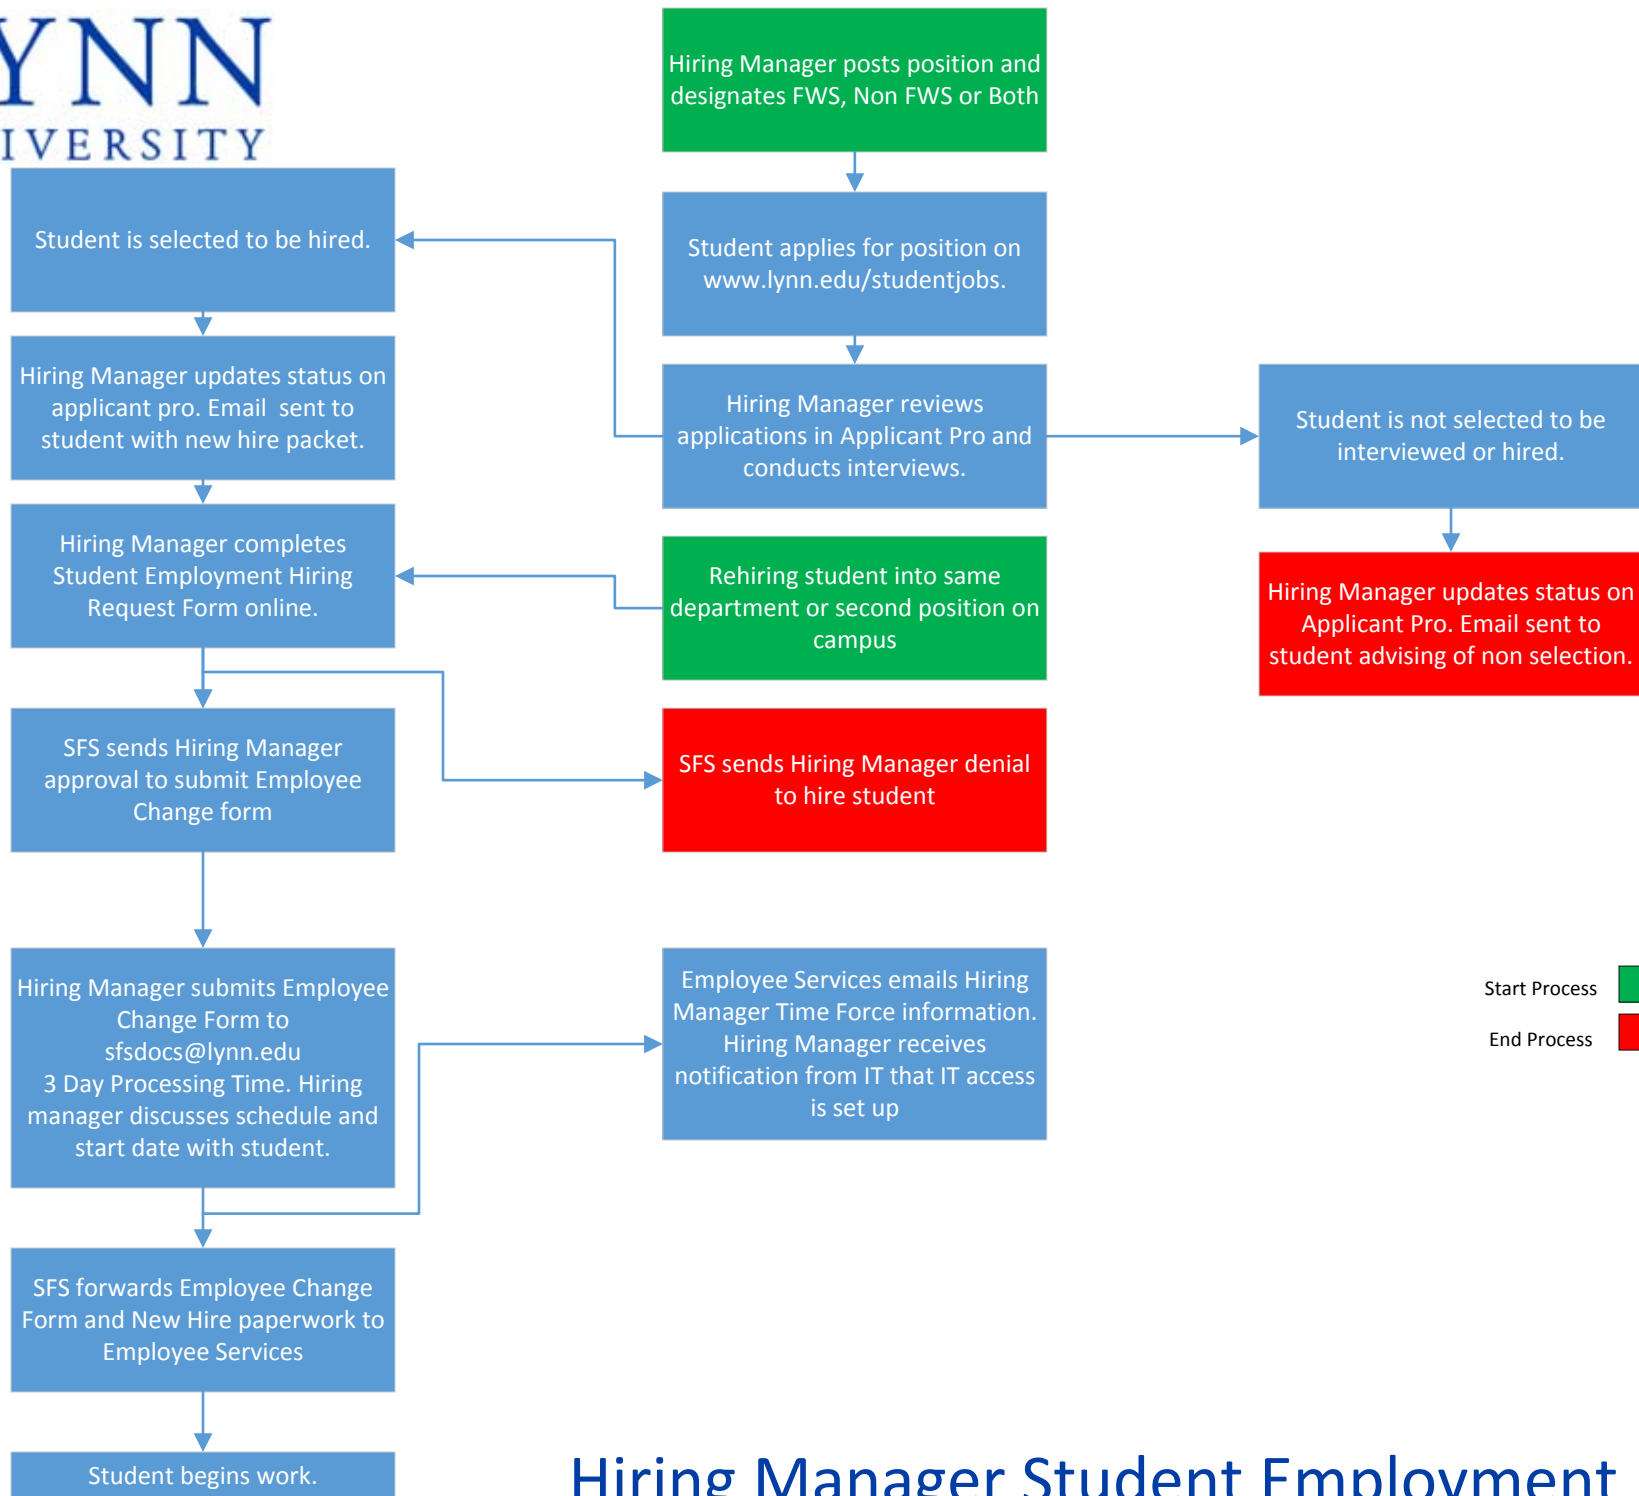 YNN
IVERSITY
Hiring Manager posts position and
designates FWS, Non FWS or Both
Student applies for position on
www.lynn.edu/studentjobs.
Hiring Manager reviews
applications in Applicant Pro and
conducts interviews.
Student is selected to be hired.
Hiring Manager updates status on
applicant pro. Email  sent to
student with new hire packet.
Hiring Manager completes
Student Employment Hiring
Request Form online.
Student is not selected to be
interviewed or hired.
Hiring Manager updates status on
Applicant Pro. Email sent to
student advising of non selection.
Rehiring student into same
department or second position on
campus
SFS sends Hiring Manager
approval to submit Employee
Change form
SFS sends Hiring Manager denial
to hire student
Hiring Manager submits Employee
Change Form to
sfsdocs@lynn.edu
3 Day Processing Time. Hiring
manager discusses schedule and
start date with student.
Employee Services emails Hiring
Manager Time Force information.
Hiring Manager receives
notification from IT that IT access
is set up
Start Process
End Process
SFS forwards Employee Change
Form and New Hire paperwork to
Employee Services
Student begins work.
Hiring Manager Student Employment